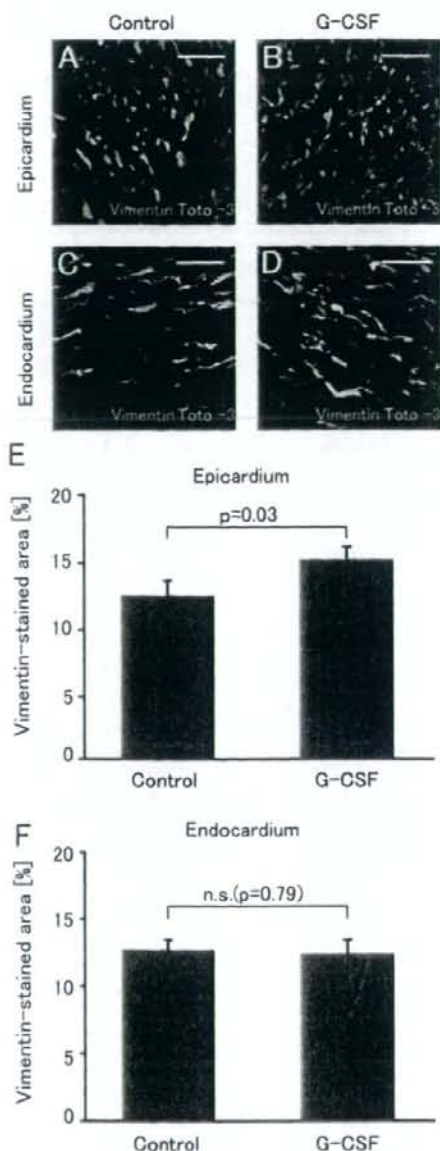 Control G-CSF
A B
Epicardium
Vimentin Toto-3 Vimentin Toto-3
C D
Endocardium
Vimentin Toto-3 Vimentin Toto-3
E
Epicardium
Vimentin-stained area [%]
20
p=0.03
15
10
5
0
Control G-CSF
F
Endocardium
Vimentin-stained area [%]
20
n.s.(p=0.79)
15
10
5
0
Control G-CSF